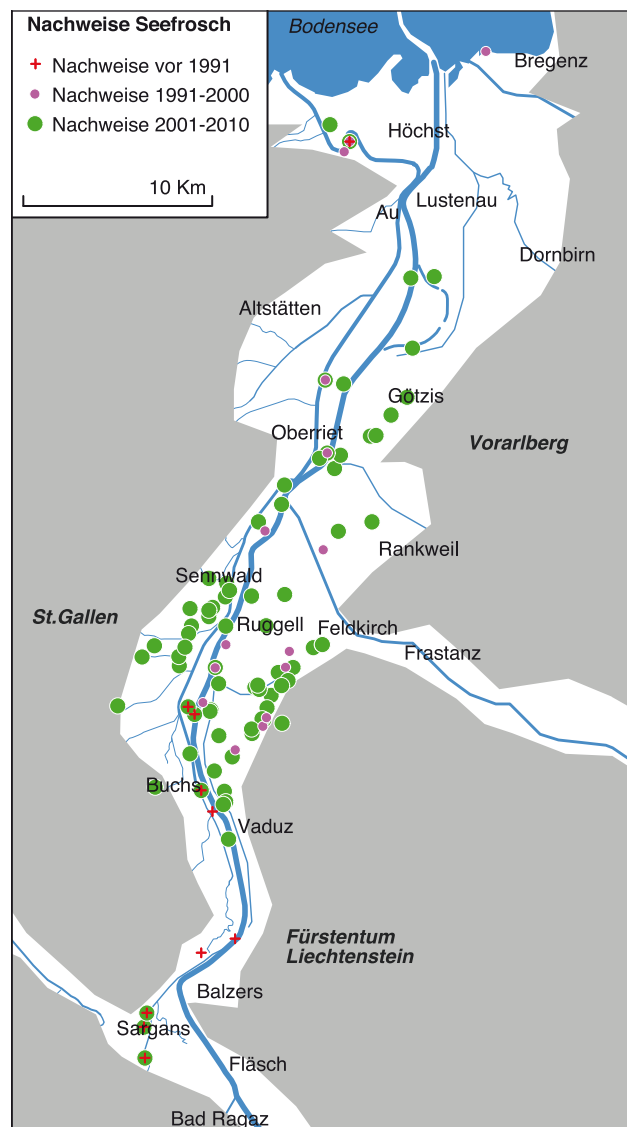 Nachweise Seefrosch
Nachweise vor 1991
Nachweise 1991-2000
Nachweise 2001-2010
10 Km
Bodensee
Bregenz
Höchst
Au
Lustenau
Dornbirn
Altstätten
Götzis
Oberriet
Vorarlberg
Rankweil
Sennwald
St.Gallen
Ruggell
Feldkirch
Frastanz
Buchs
Vaduz
Fürstentum
Liechtenstein
Balzers
Sargans
Fläsch
Bad Ragaz